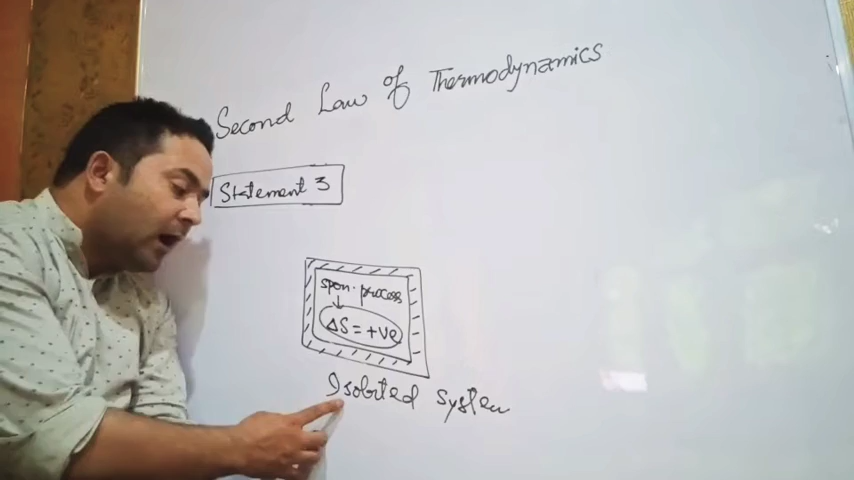 Second Law of Thermodynamics
Statement 3
spon. process
↓
ΔS = +ve
Isolated system